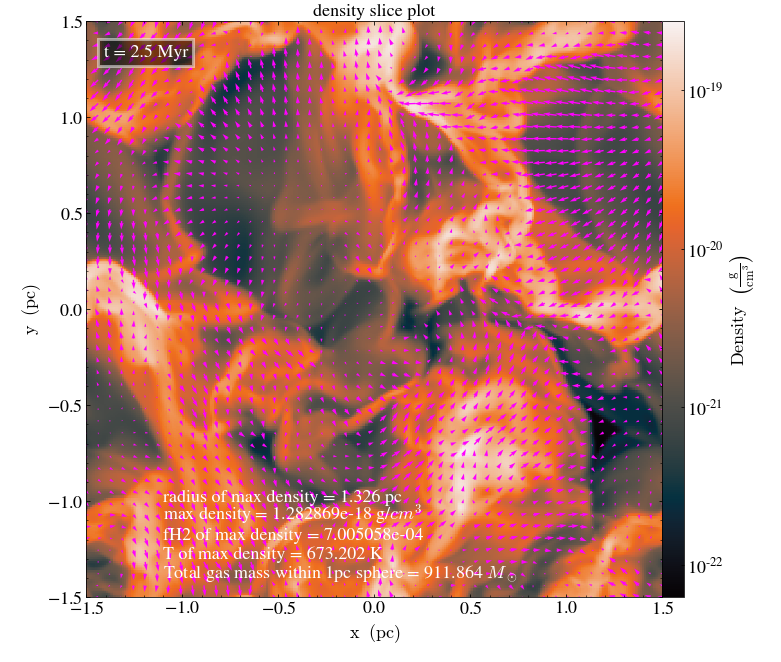 density slice plot
t = 2.5 Myr
radius of max density = 1.326 pc
max density = 1.282869e-18 g/cm³
fH2 of max density = 7.005058e-04
T of max density = 673.202 K
Total gas mass within 1pc sphere = 911.864 M⊙
y (pc)
1.5
1.0
0.5
0.0
−0.5
−1.0
−1.5
−1.5 −1.0 −0.5 0.0 0.5 1.0 1.5
x (pc)
10⁻¹⁹
10⁻²⁰
10⁻²¹
10⁻²²
Density (g/cm³)